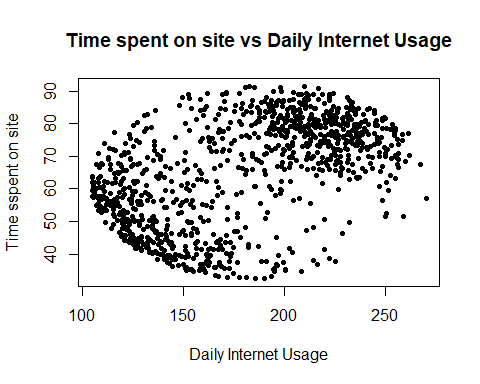 Time spent on site vs Daily Internet Usage
90
80
70
60
50
40
Time sspent on site
100 150 200 250
Daily Internet Usage